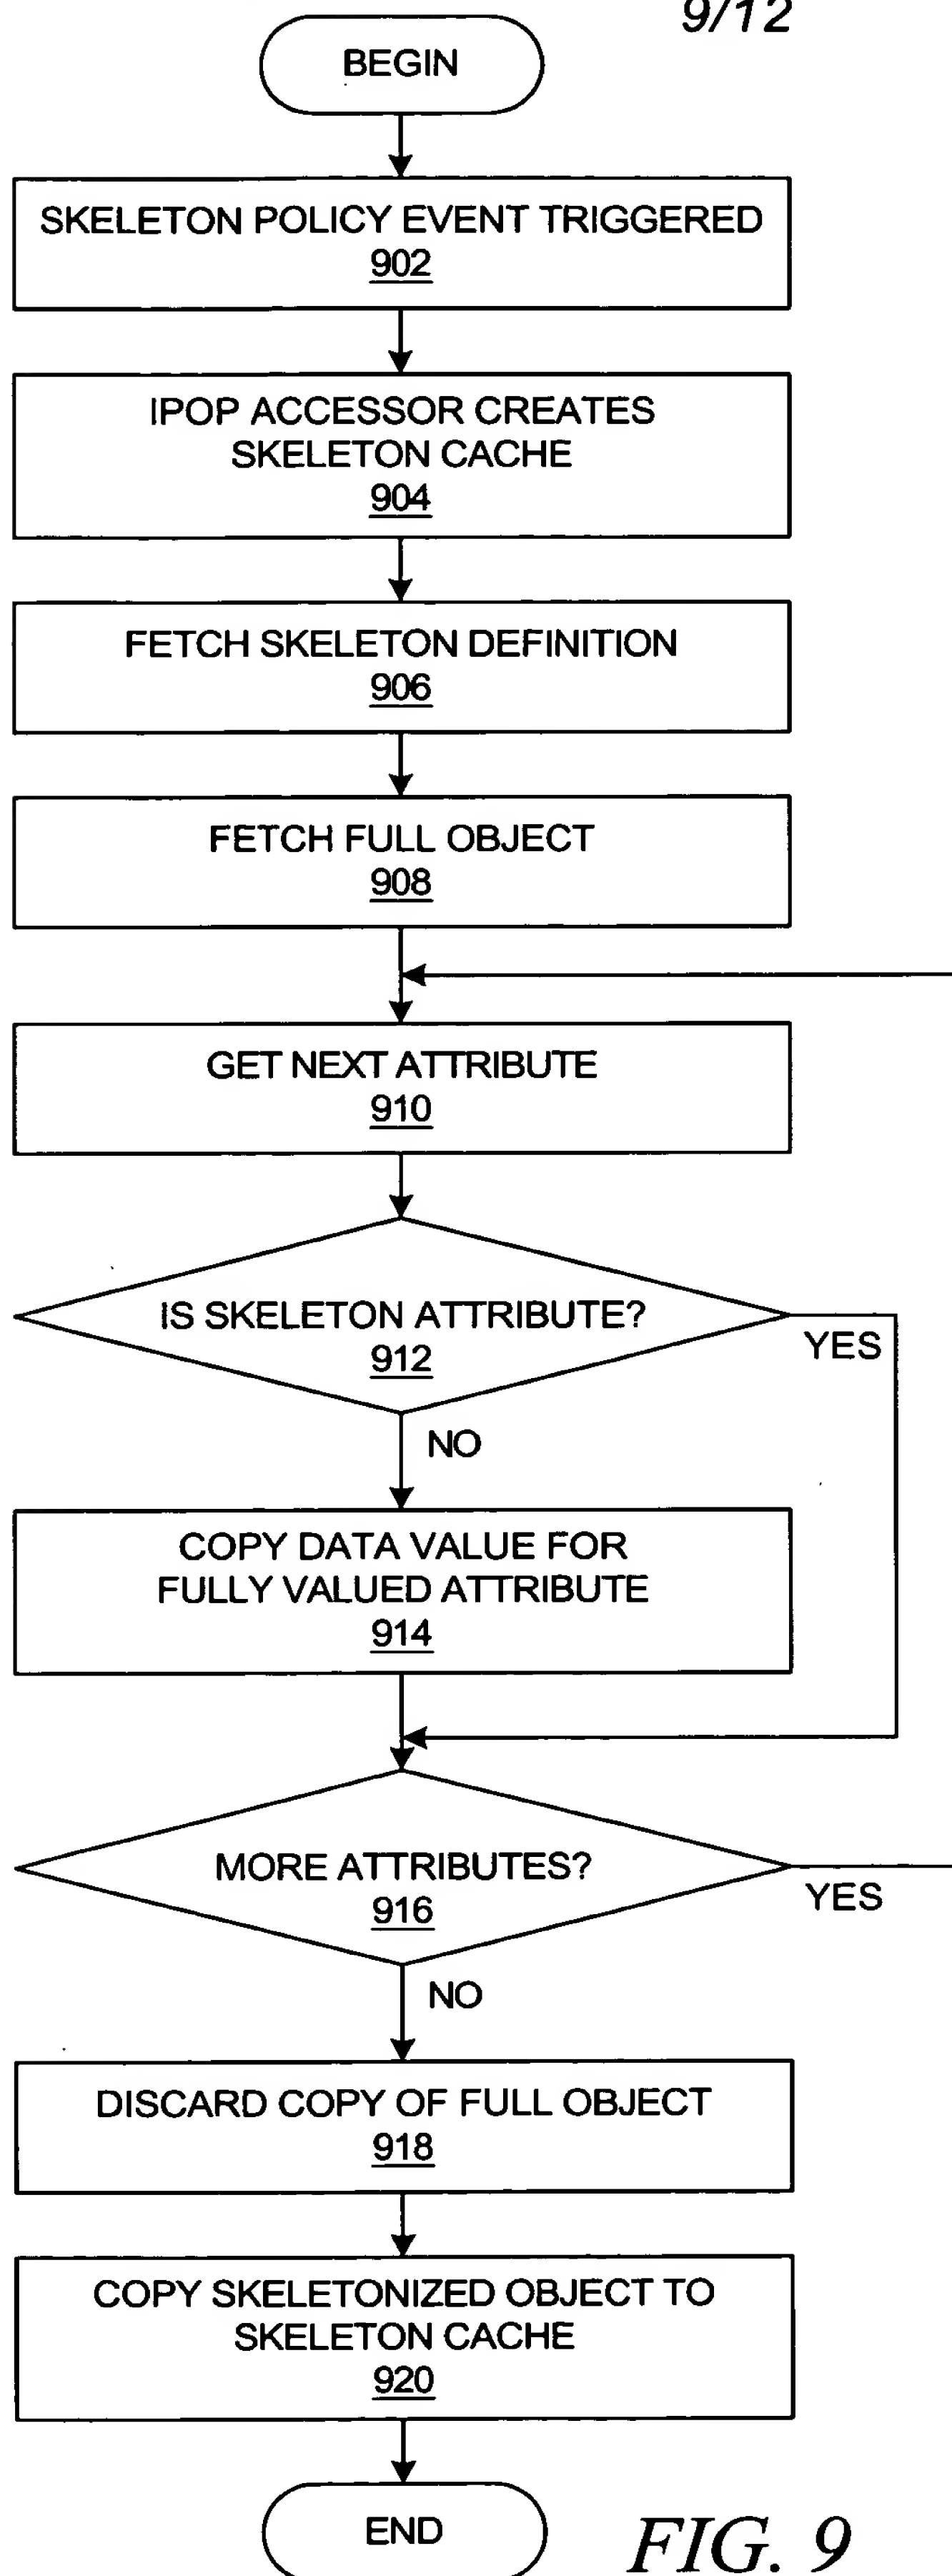 9/12
BEGIN
SKELETON POLICY EVENT TRIGGERED
902
IPOP ACCESSOR CREATES
SKELETON CACHE
904
FETCH SKELETON DEFINITION
906
FETCH FULL OBJECT
908
GET NEXT ATTRIBUTE
910
IS SKELETON ATTRIBUTE?
912
YES
NO
COPY DATA VALUE FOR
FULLY VALUED ATTRIBUTE
914
MORE ATTRIBUTES?
916
YES
NO
DISCARD COPY OF FULL OBJECT
918
COPY SKELETONIZED OBJECT TO
SKELETON CACHE
920
END
FIG. 9